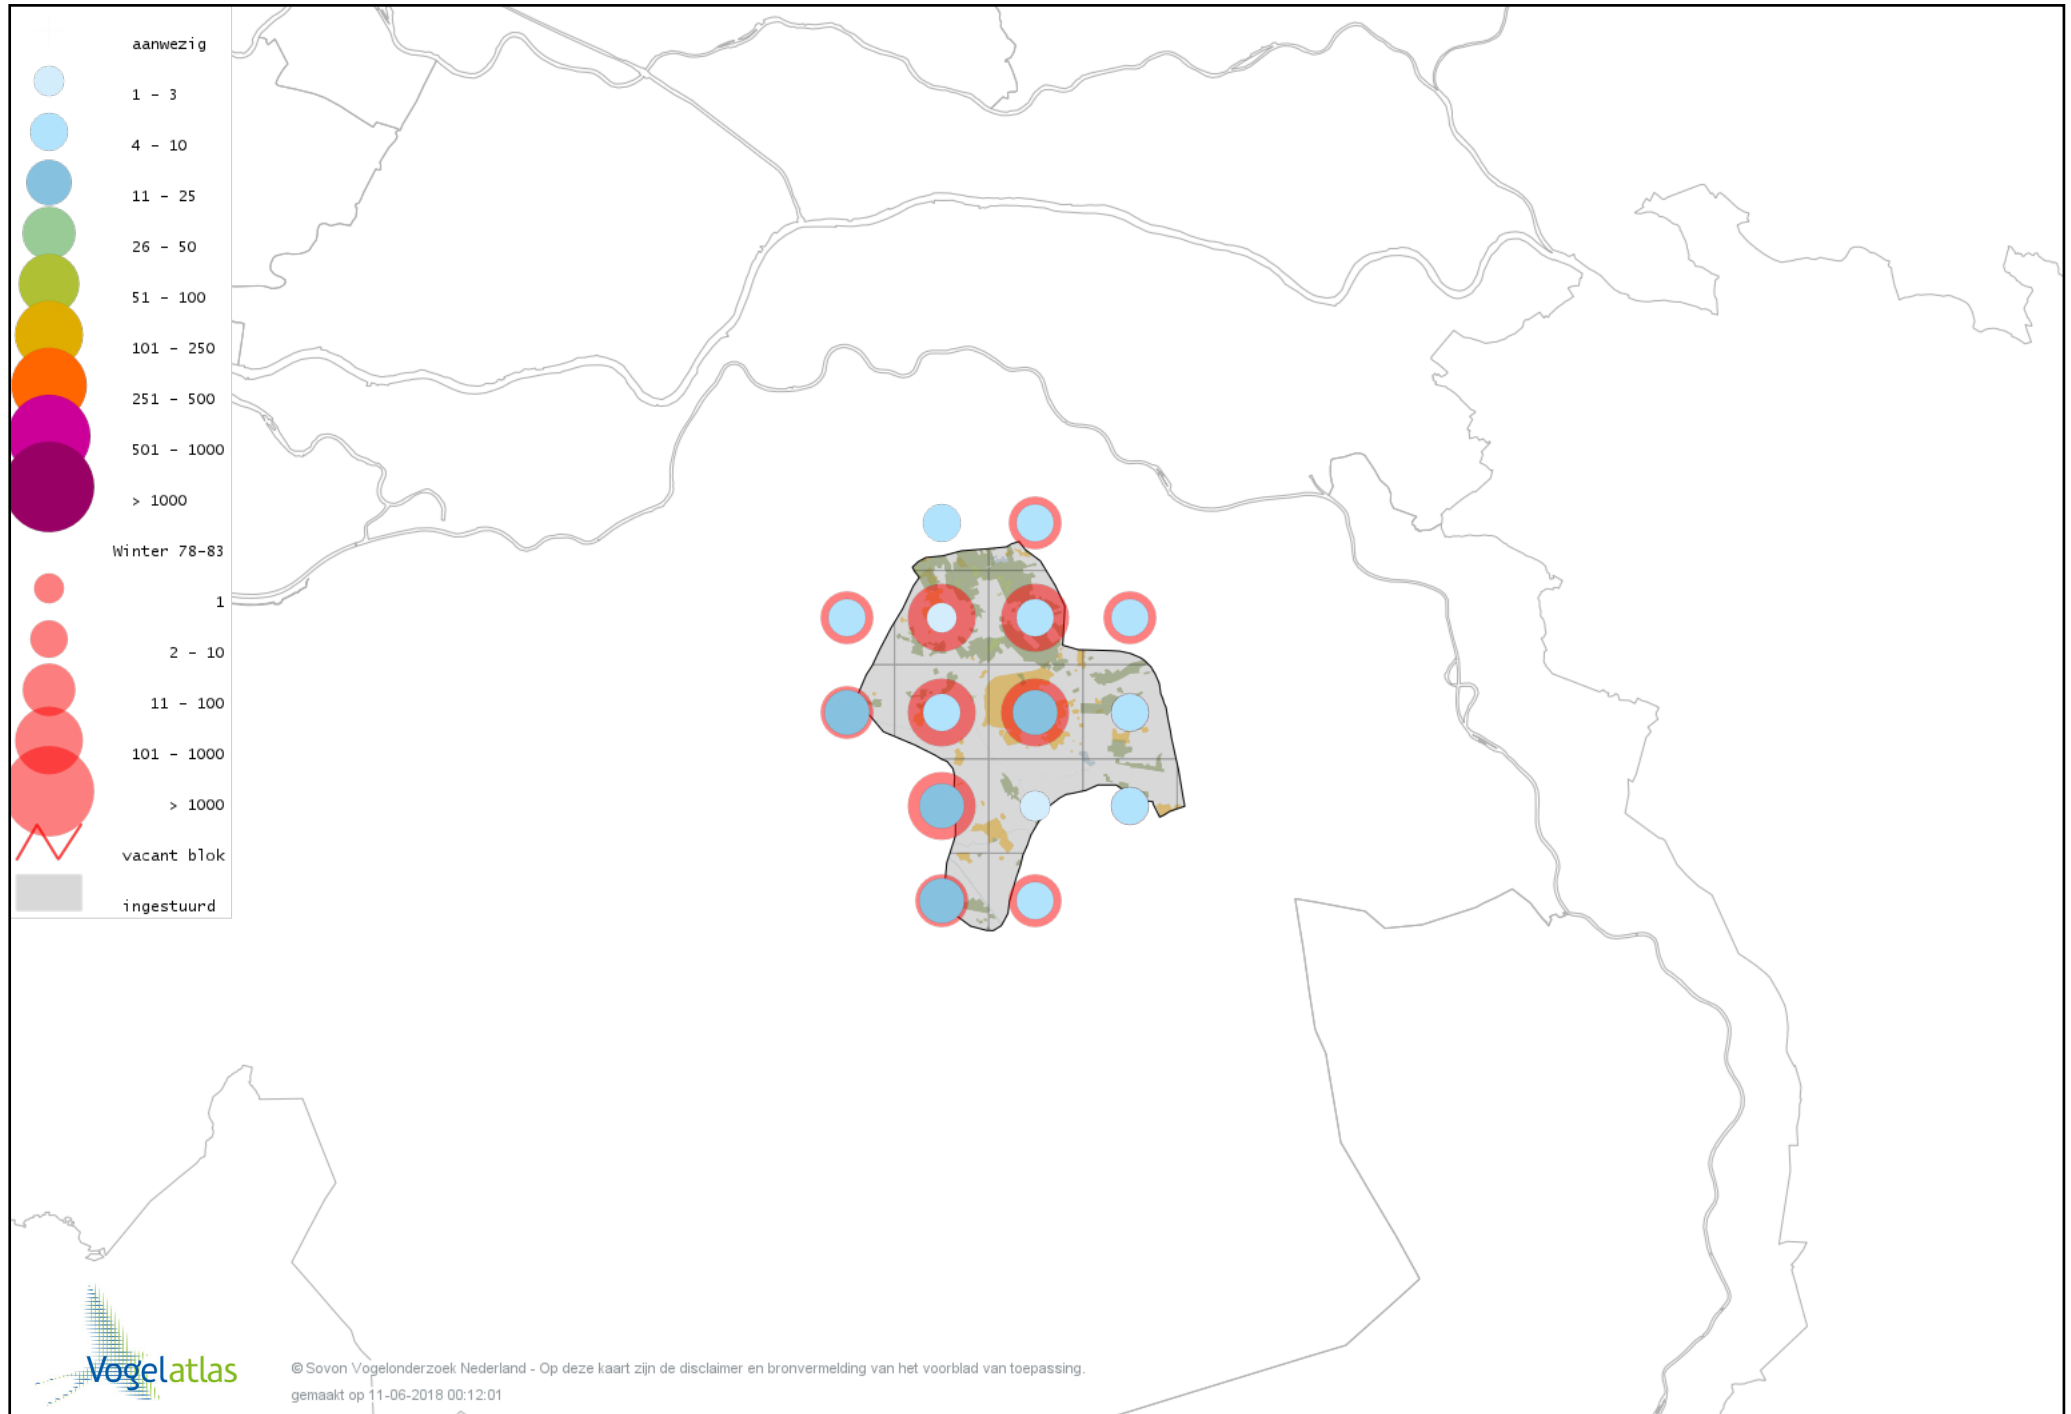 aanwezig
1 - 3
4 - 10
11 - 25
26 - 50
51 - 100
101 - 250
251 - 500
501 - 1000
> 1000
Winter 78-83
1
2 - 10
11 - 100
101 - 1000
> 1000
vacant blok
ingestuurd
Vogelatlas
© Sovon Vogelonderzoek Nederland - Op deze kaart zijn de disclaimer en bronvermelding van het voorblad van toepassing.
gemaakt op 11-06-2018 00:12:01